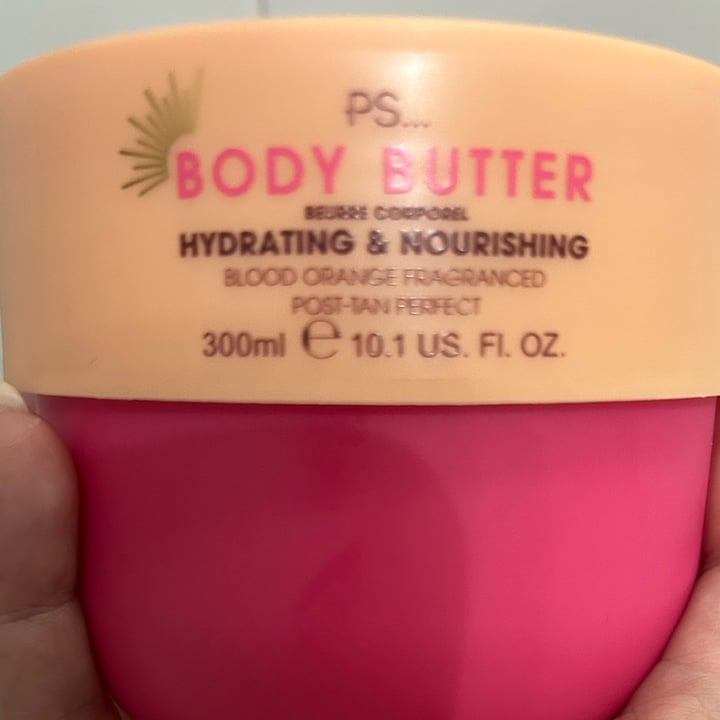 PS...
BODY BUTTER
BEURRE CORPOREL
HYDRATING & NOURISHING
BLOOD ORANGE FRAGRANCED
POST-TAN PERFECT
300ml ℮ 10.1 US. Fl. OZ.